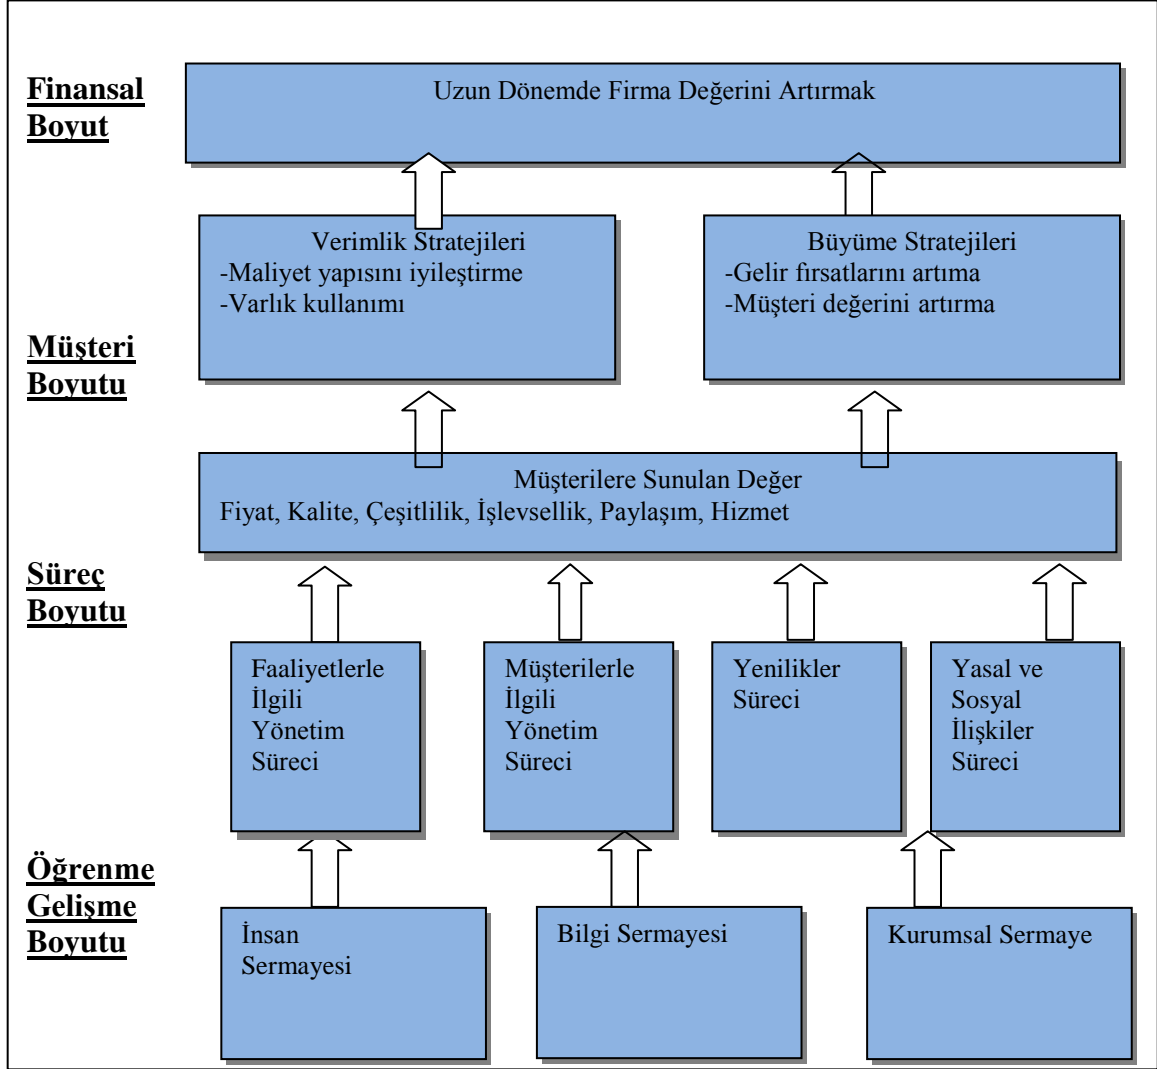 Finansal
Boyut
Uzun Dönemde Firma Değerini Artırmak
Verimlik Stratejileri
-Maliyet yapısını iyileştirme
-Varlık kullanımı
Büyüme Stratejileri
-Gelir fırsatlarını artıma
-Müşteri değerini artırma
Müşteri
Boyutu
Müşterilere Sunulan Değer
Fiyat, Kalite, Çeşitlilik, İşlevsellik, Paylaşım, Hizmet
Süreç
Boyutu
Faaliyetlerle
İlgili
Yönetim
Süreci
Müşterilerle
İlgili
Yönetim
Süreci
Yenilikler
Süreci
Yasal ve
Sosyal
İlişkiler
Süreci
Öğrenme
Gelişme
Boyutu
İnsan
Sermayesi
Bilgi Sermayesi
Kurumsal Sermaye